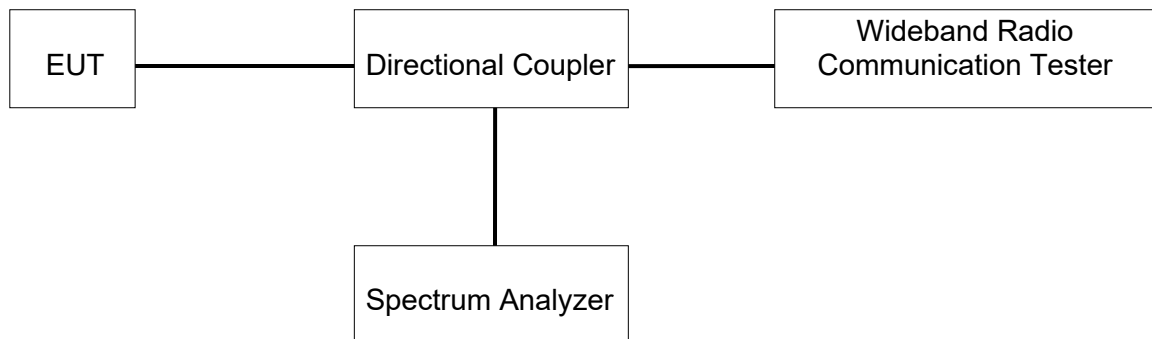 EUT
Directional Coupler
Wideband Radio
Communication Tester
Spectrum Analyzer